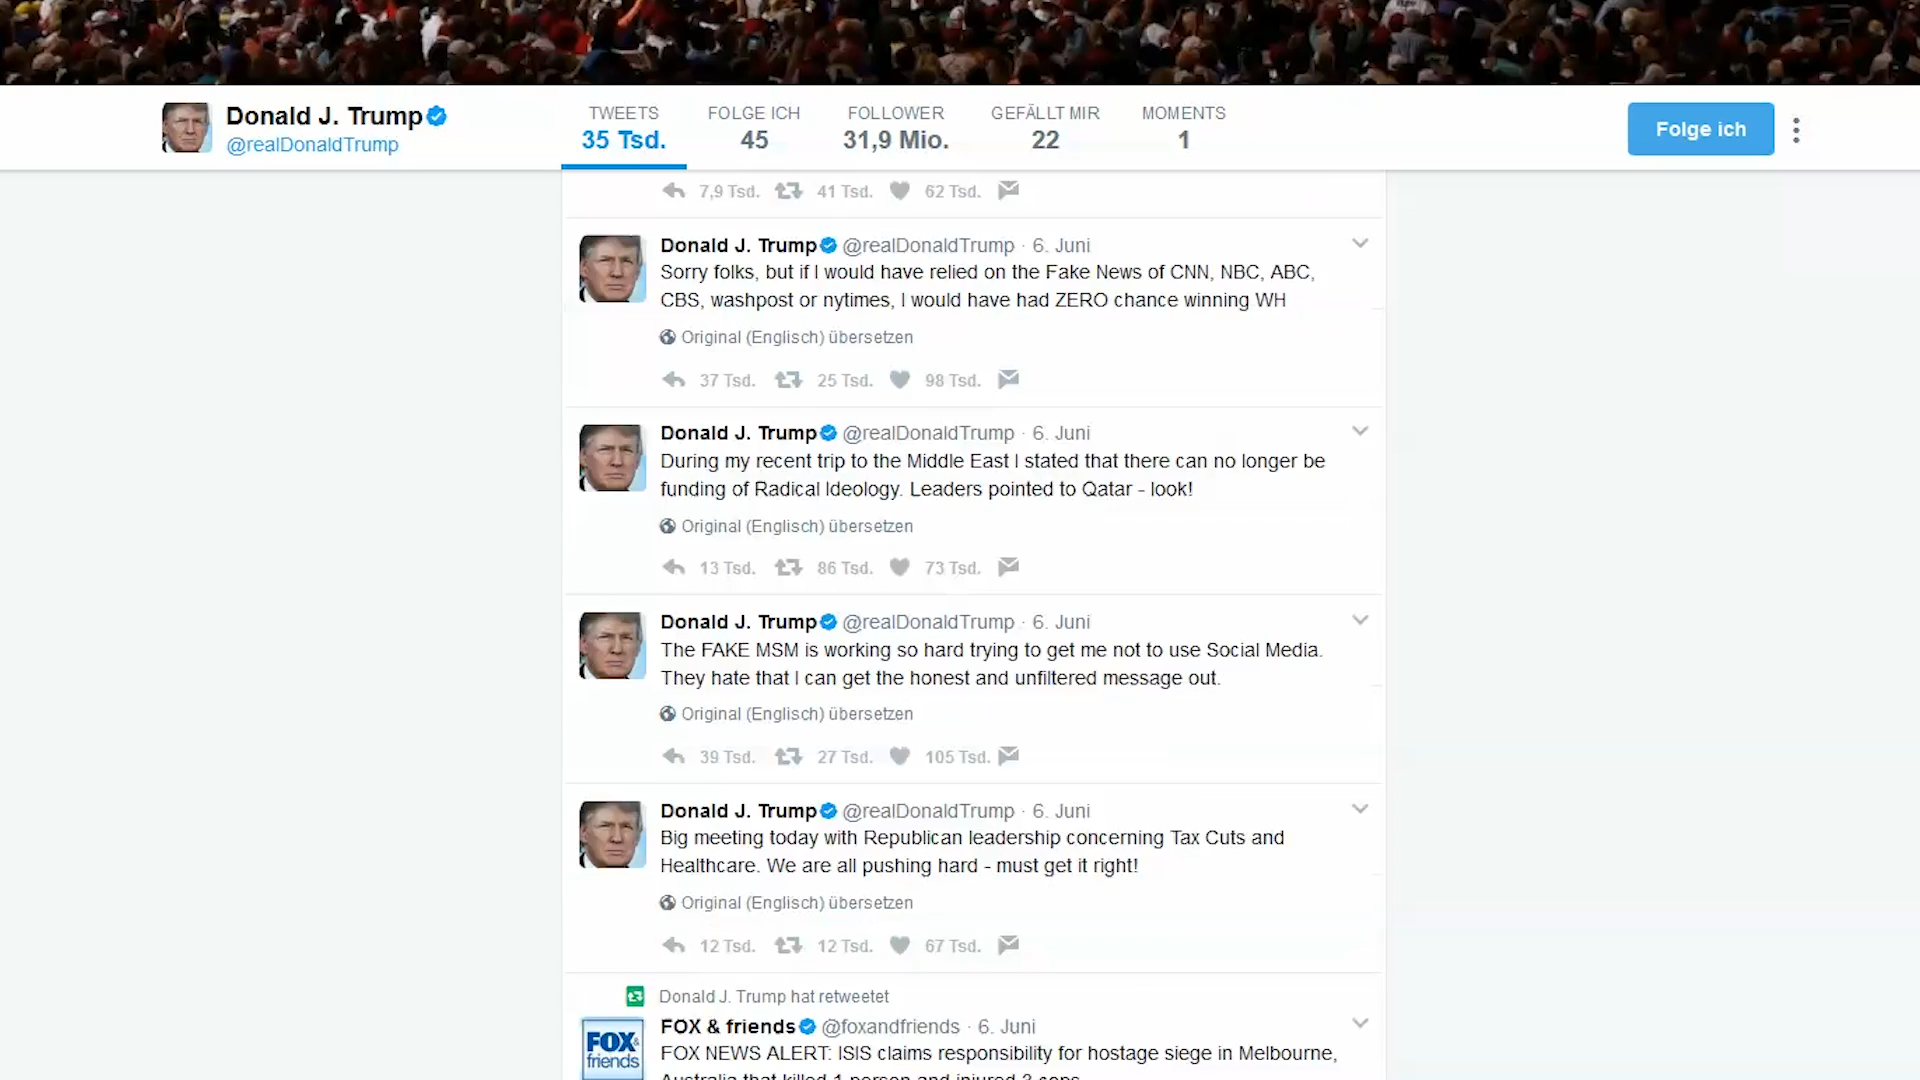 Donald J. Trump
@realDonaldTrump
TWEETS
35 Tsd.
FOLGE ICH
45
FOLLOWER
31,9 Mio.
GEFÄLLT MIR
22
MOMENTS
1
Folge ich
7,9 Tsd. 41 Tsd. 62 Tsd.
Donald J. Trump @realDonaldTrump · 6. Juni
Sorry folks, but if I would have relied on the Fake News of CNN, NBC, ABC,
CBS, washpost or nytimes, I would have had ZERO chance winning WH
Original (Englisch) übersetzen
37 Tsd. 25 Tsd. 98 Tsd.
Donald J. Trump @realDonaldTrump · 6. Juni
During my recent trip to the Middle East I stated that there can no longer be
funding of Radical Ideology. Leaders pointed to Qatar - look!
Original (Englisch) übersetzen
13 Tsd. 86 Tsd. 73 Tsd.
Donald J. Trump @realDonaldTrump · 6. Juni
The FAKE MSM is working so hard trying to get me not to use Social Media.
They hate that I can get the honest and unfiltered message out.
Original (Englisch) übersetzen
39 Tsd. 27 Tsd. 105 Tsd.
Donald J. Trump @realDonaldTrump · 6. Juni
Big meeting today with Republican leadership concerning Tax Cuts and
Healthcare. We are all pushing hard - must get it right!
Original (Englisch) übersetzen
12 Tsd. 12 Tsd. 67 Tsd.
Donald J. Trump hat retweetet
FOX & friends
FOX & friends @foxandfriends · 6. Juni
FOX NEWS ALERT: ISIS claims responsibility for hostage siege in Melbourne,
Australia that killed 1 person and injured 3 cops